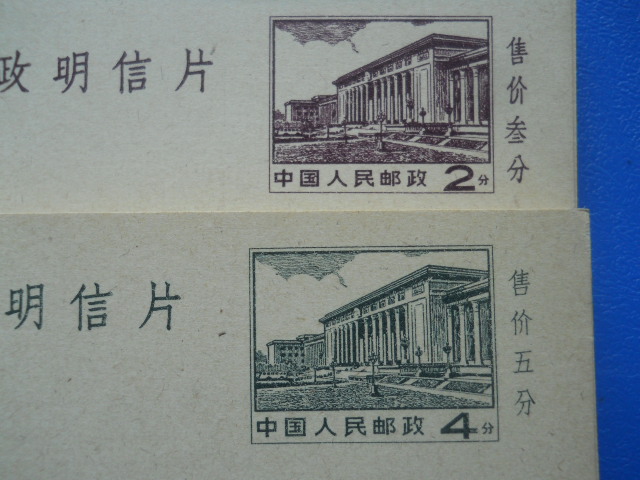 政明信片
中国人民邮政 2分
售价叁分
明信片
中国人民邮政 4分
售价五分